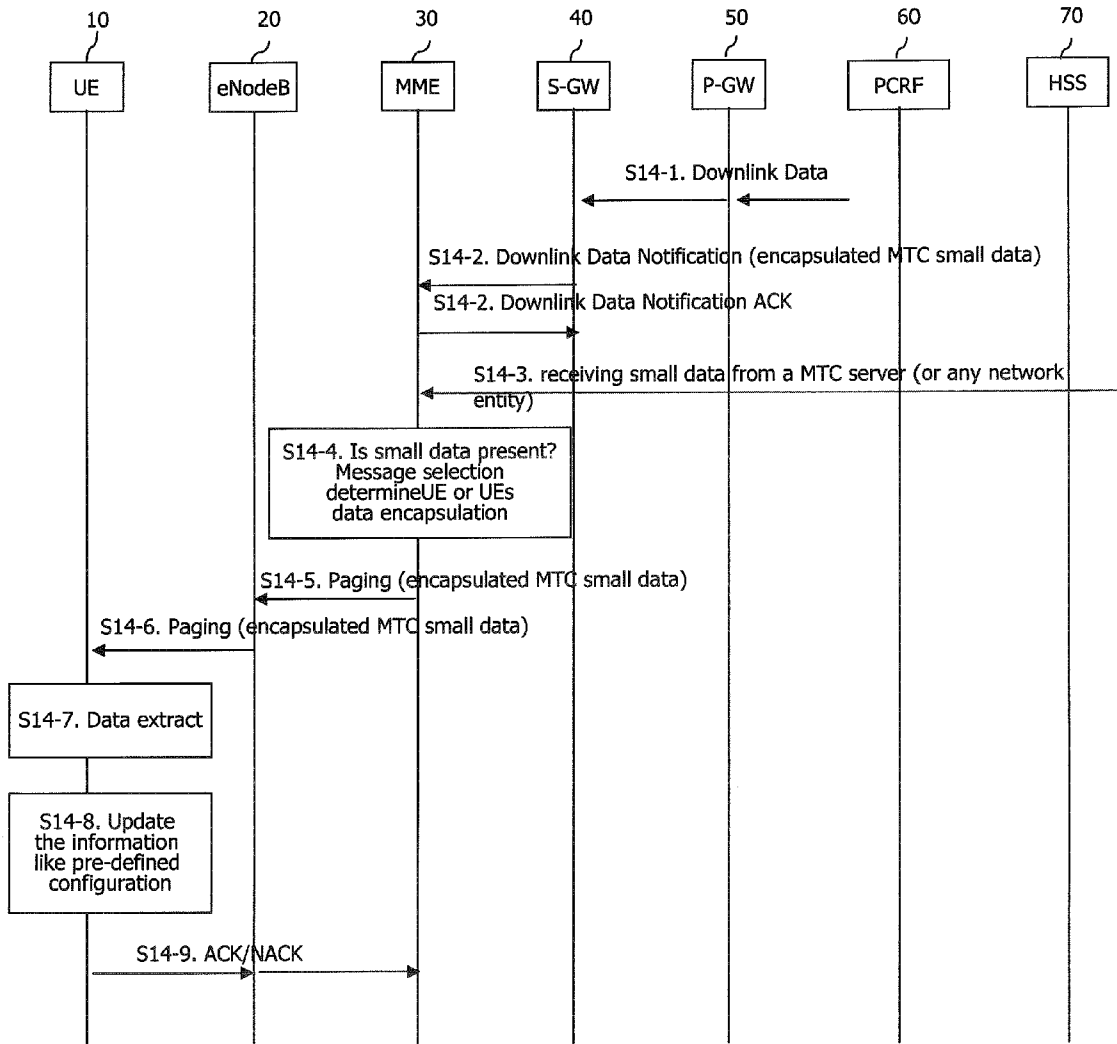 10 20 30 40 50 60 70
UE eNodeB MME S-GW P-GW PCRF HSS
S14-1. Downlink Data
S14-2. Downlink Data Notification (encapsulated MTC small data)
S14-2. Downlink Data Notification ACK
S14-3. receiving small data from a MTC server (or any network
entity)
S14-4. Is small data present?
Message selection
determineUE or UEs
data encapsulation
S14-5. Paging (encapsulated MTC small data)
S14-6. Paging (encapsulated MTC small data)
S14-7. Data extract
S14-8. Update
the information
like pre-defined
configuration
S14-9. ACK/NACK